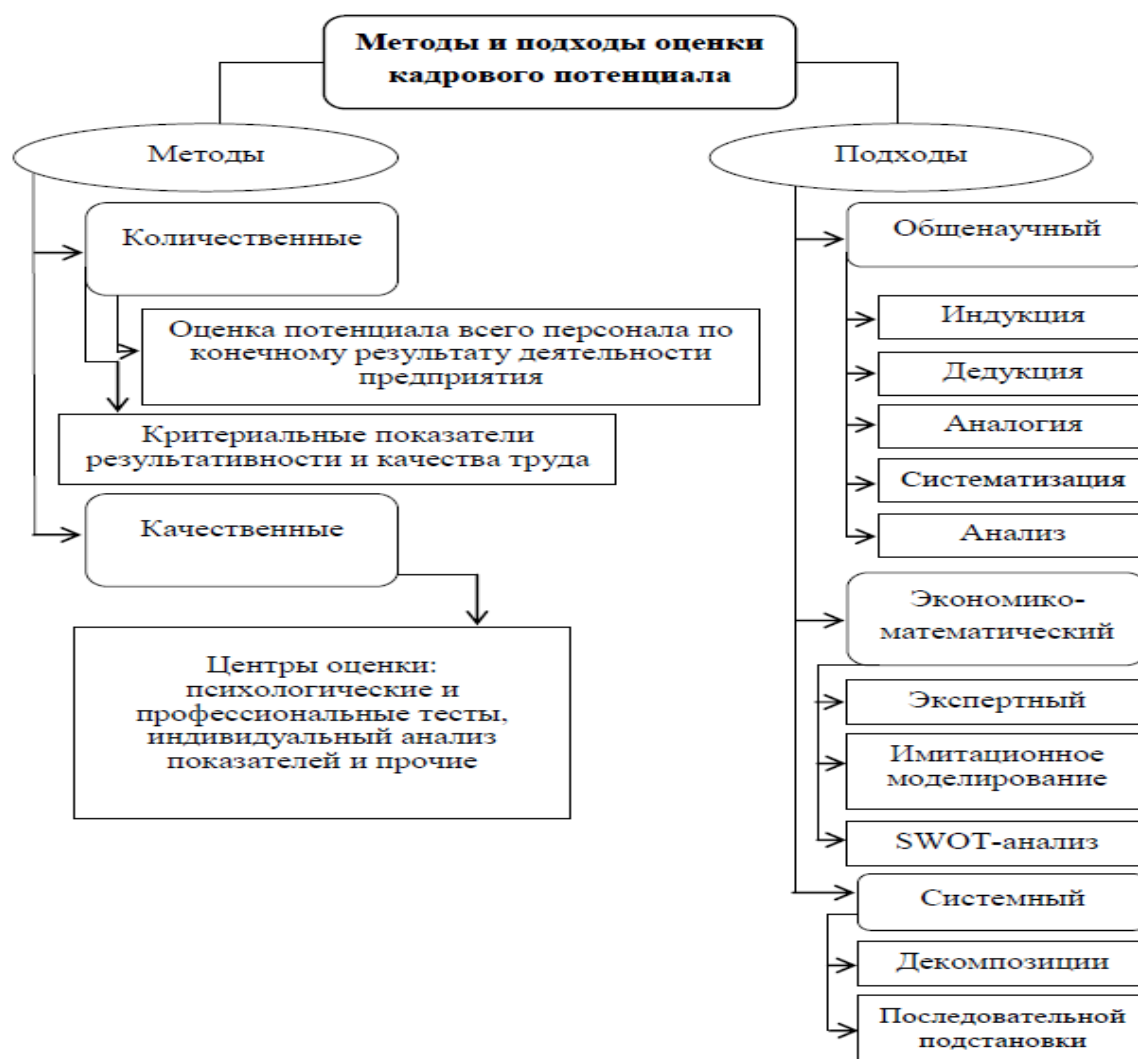 Методы и подходы оценки
кадрового потенциала
Методы
Количественные
Оценка потенциала всего персонала по
конечному результату деятельности
предприятия
Критериальные показатели
результативности и качества труда
Качественные
Центры оценки:
психологические и
профессиональные тесты,
индивидуальный анализ
показателей и прочие
Подходы
Общенаучный
Индукция
Дедукция
Аналогия
Систематизация
Анализ
Экономико-
математический
Экспертный
Имитационное
моделирование
SWOT-анализ
Системный
Декомпозиции
Последовательной
подстановки